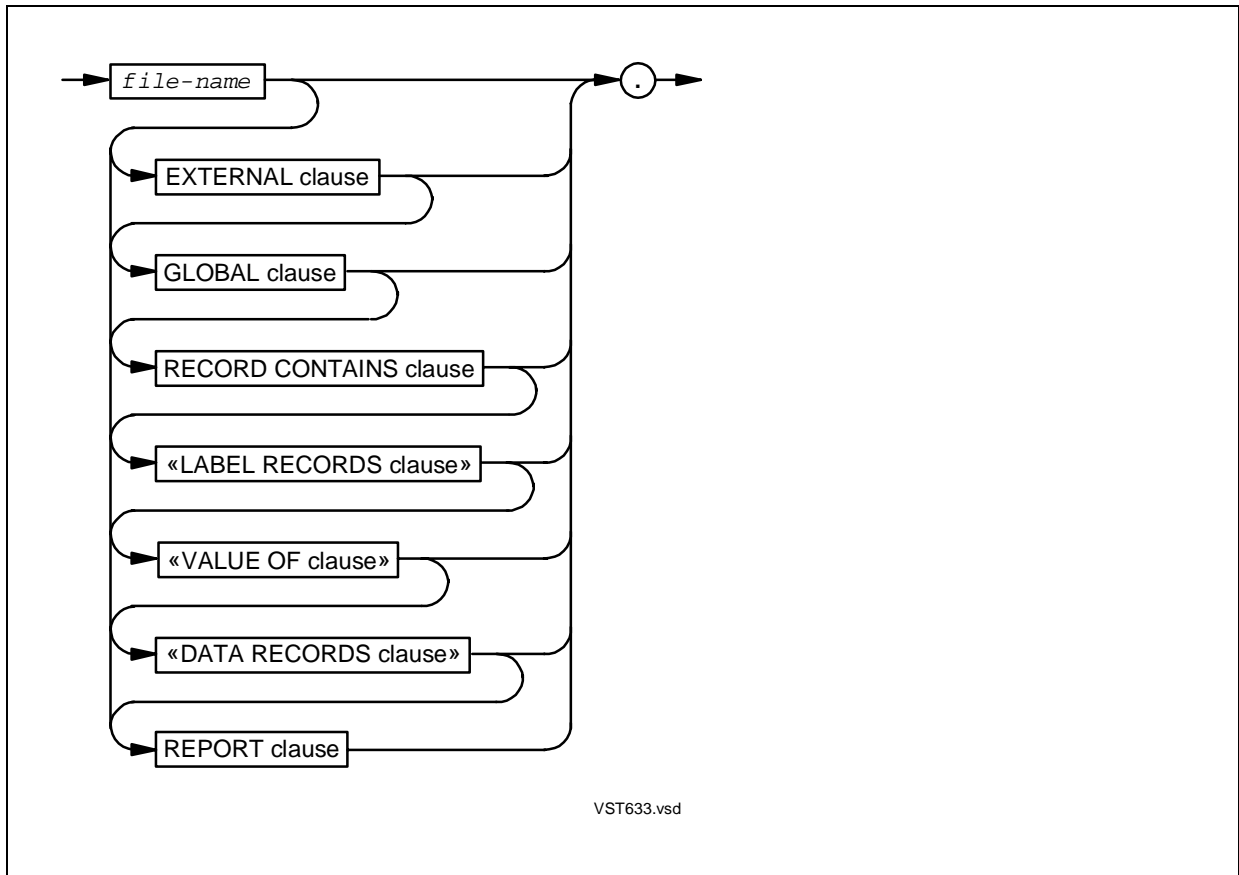 file-name
.
EXTERNAL clause
GLOBAL clause
RECORD CONTAINS clause
«LABEL RECORDS clause»
«VALUE OF clause»
«DATA RECORDS clause»
REPORT clause
VST633.vsd